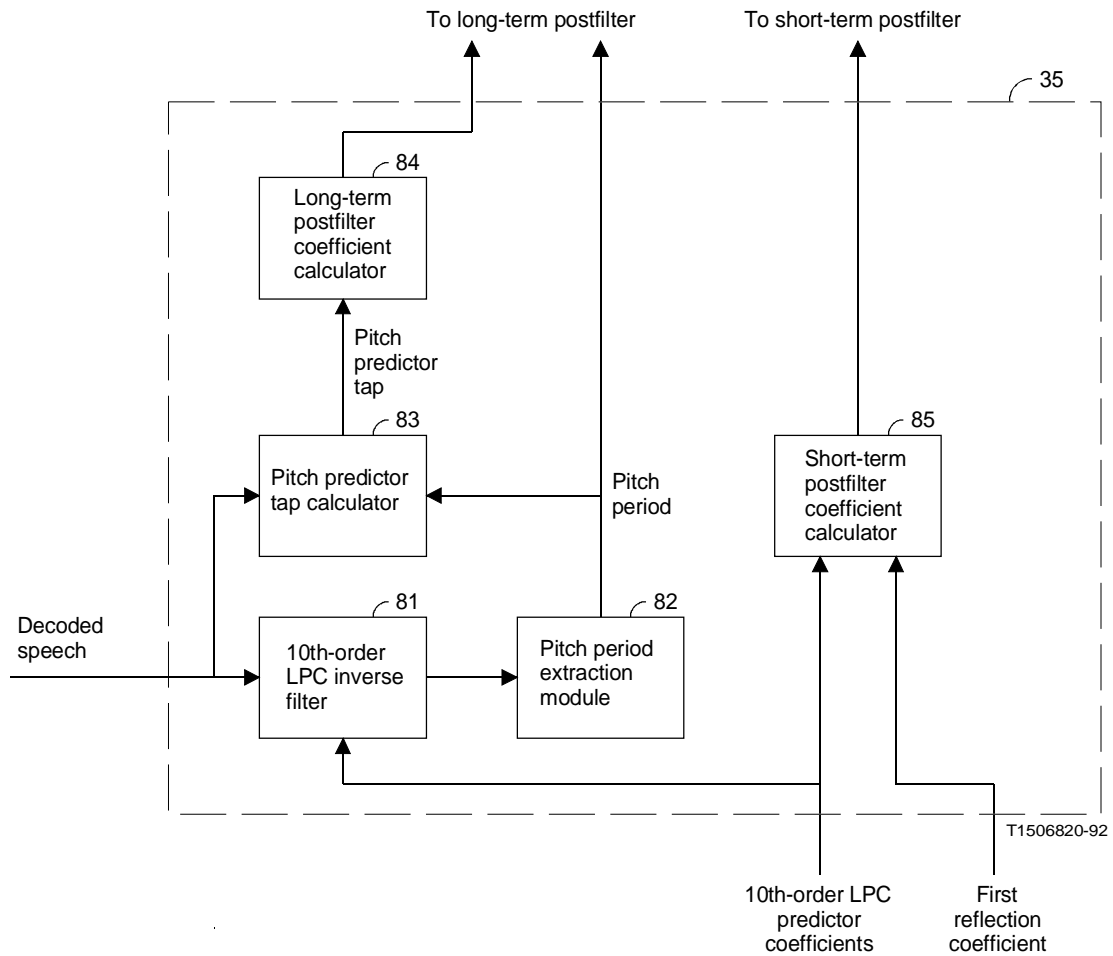 To long-term postfilter
To short-term postfilter
35
84
Long-term
postfilter
coefficient
calculator
Pitch
predictor
tap
83
Pitch predictor
tap calculator
Pitch
period
85
Short-term
postfilter
coefficient
calculator
Decoded
speech
81
10th-order
LPC inverse
filter
82
Pitch period
extraction
module
T1506820-92
10th-order LPC
predictor
coefficients
First
reflection
coefficient